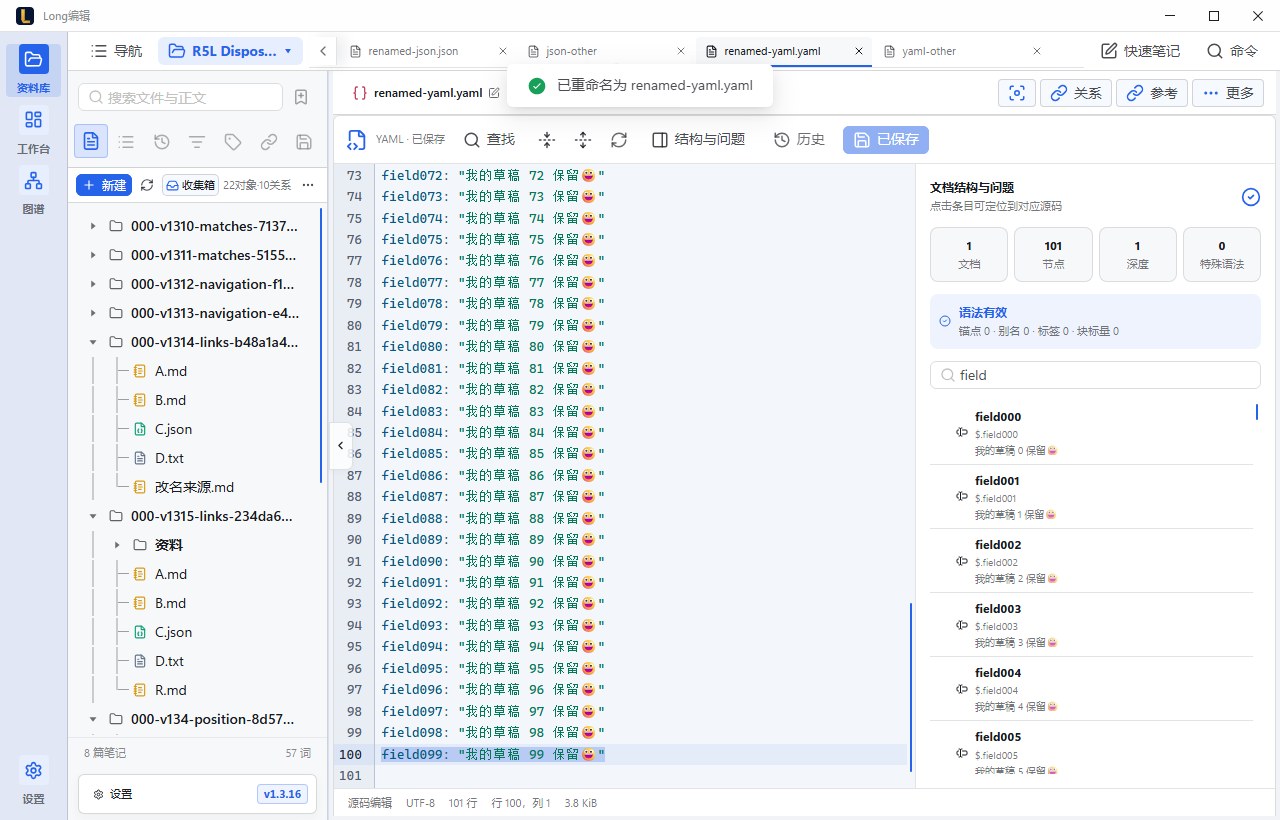 Long编辑
导航
R5L Dispos...
renamed-json.json
json-other
renamed-yaml.yaml
yaml-other
快速笔记
命令
资料库
工作台
图谱
设置
搜索文件与正文
新建
收集箱
22对象·10关系
000-v1310-matches-7137...
000-v1311-matches-5155...
000-v1312-navigation-f1...
000-v1313-navigation-e4...
000-v1314-links-b48a1a4...
A.md
B.md
C.json
D.txt
改名来源.md
000-v1315-links-234da6...
资料
A.md
B.md
C.json
D.txt
R.md
000-v134-position-8d57...
8 篇笔记
57 词
设置
v1.3.16
{} renamed-yaml.yaml
已重命名为 renamed-yaml.yaml
关系
参考
更多
YAML · 已保存
查找
结构与问题
历史
已保存
73 field072: "我的草稿 72 保留😀"
74 field073: "我的草稿 73 保留😀"
75 field074: "我的草稿 74 保留😀"
76 field075: "我的草稿 75 保留😀"
77 field076: "我的草稿 76 保留😀"
78 field077: "我的草稿 77 保留😀"
79 field078: "我的草稿 78 保留😀"
80 field079: "我的草稿 79 保留😀"
81 field080: "我的草稿 80 保留😀"
82 field081: "我的草稿 81 保留😀"
83 field082: "我的草稿 82 保留😀"
84 field083: "我的草稿 83 保留😀"
85 field084: "我的草稿 84 保留😀"
86 field085: "我的草稿 85 保留😀"
87 field086: "我的草稿 86 保留😀"
88 field087: "我的草稿 87 保留😀"
89 field088: "我的草稿 88 保留😀"
90 field089: "我的草稿 89 保留😀"
91 field090: "我的草稿 90 保留😀"
92 field091: "我的草稿 91 保留😀"
93 field092: "我的草稿 92 保留😀"
94 field093: "我的草稿 93 保留😀"
95 field094: "我的草稿 94 保留😀"
96 field095: "我的草稿 95 保留😀"
97 field096: "我的草稿 96 保留😀"
98 field097: "我的草稿 97 保留😀"
99 field098: "我的草稿 98 保留😀"
100 field099: "我的草稿 99 保留😀"
101
源码编辑
UTF-8
101 行
行 100，列 1
3.8 KiB
文档结构与问题
点击条目可定位到对应源码
1
文档
101
节点
1
深度
0
特殊语法
语法有效
锚点 0 · 别名 0 · 标签 0 · 块标量 0
field
field000
$.field000
我的草稿 0 保留😀
field001
$.field001
我的草稿 1 保留😀
field002
$.field002
我的草稿 2 保留😀
field003
$.field003
我的草稿 3 保留😀
field004
$.field004
我的草稿 4 保留😀
field005
$.field005
我的草稿 5 保留😀